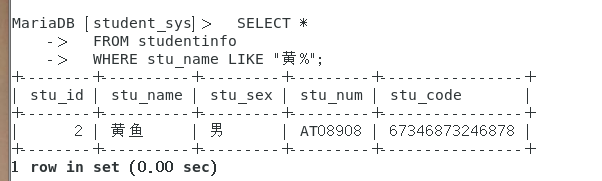 MariaDB [student_sys]> SELECT *
    -> FROM studentinfo
    -> WHERE stu_name LIKE "黄%";
+--------+----------+---------+---------+----------------+
| stu_id | stu_name | stu_sex | stu_num | stu_code       |
+--------+----------+---------+---------+----------------+
|      2 | 黄鱼 | 男 | AT08908 | 67346873246878 |
+--------+----------+---------+---------+----------------+
1 row in set (0.00 sec)